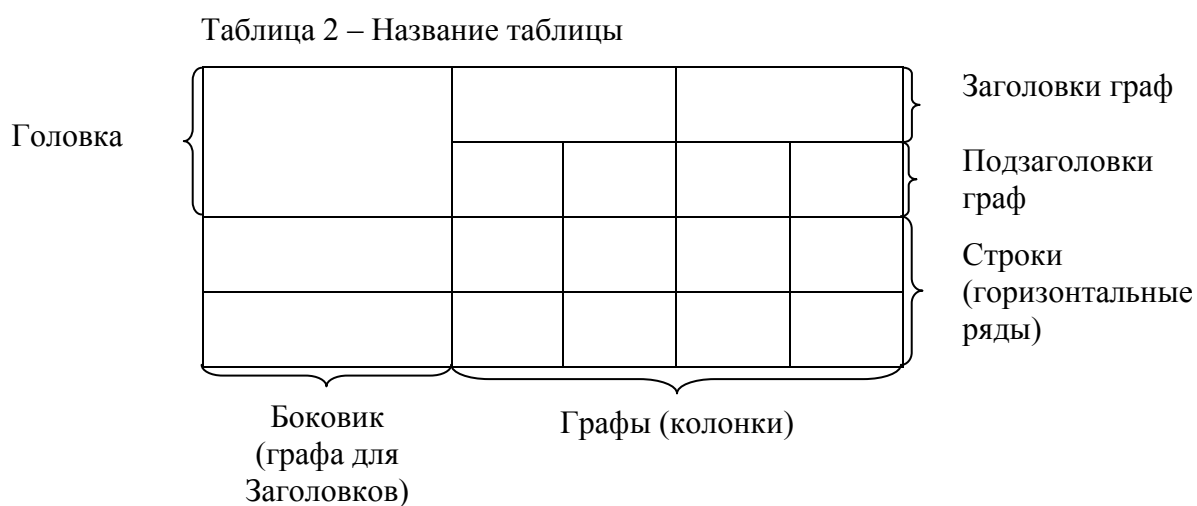 Таблица 2 – Название таблицы
Головка
Заголовки граф
Подзаголовки
граф
Строки
(горизонтальные
ряды)
Боковик
(графа для
Заголовков)
Графы (колонки)